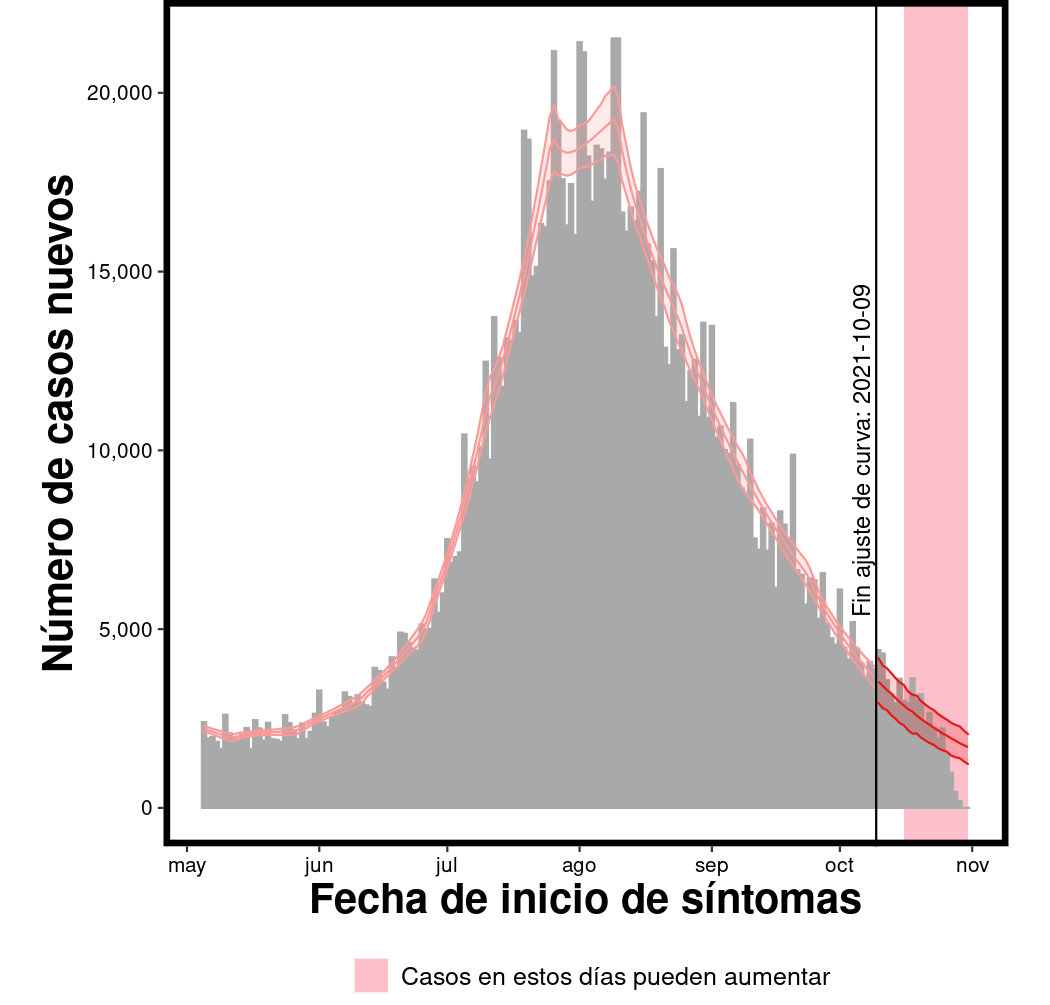 Número de casos nuevos
20,000
15,000
10,000
5,000
0
Fin ajuste de curva: 2021-10-09
may jun jul ago sep oct nov
Fecha de inicio de síntomas
Casos en estos días pueden aumentar